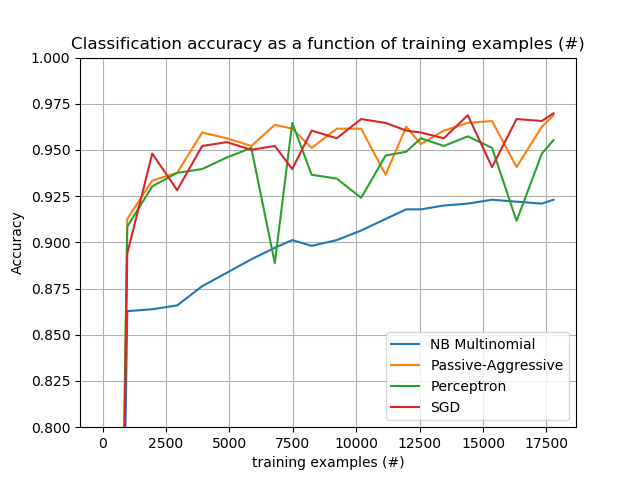 Classification accuracy as a function of training examples (#)
1.000
0.975
0.950
0.925
0.900
0.875
0.850
0.825
0.800
Accuracy
NB Multinomial
Passive-Aggressive
Perceptron
SGD
0 2500 5000 7500 10000 12500 15000 17500
training examples (#)